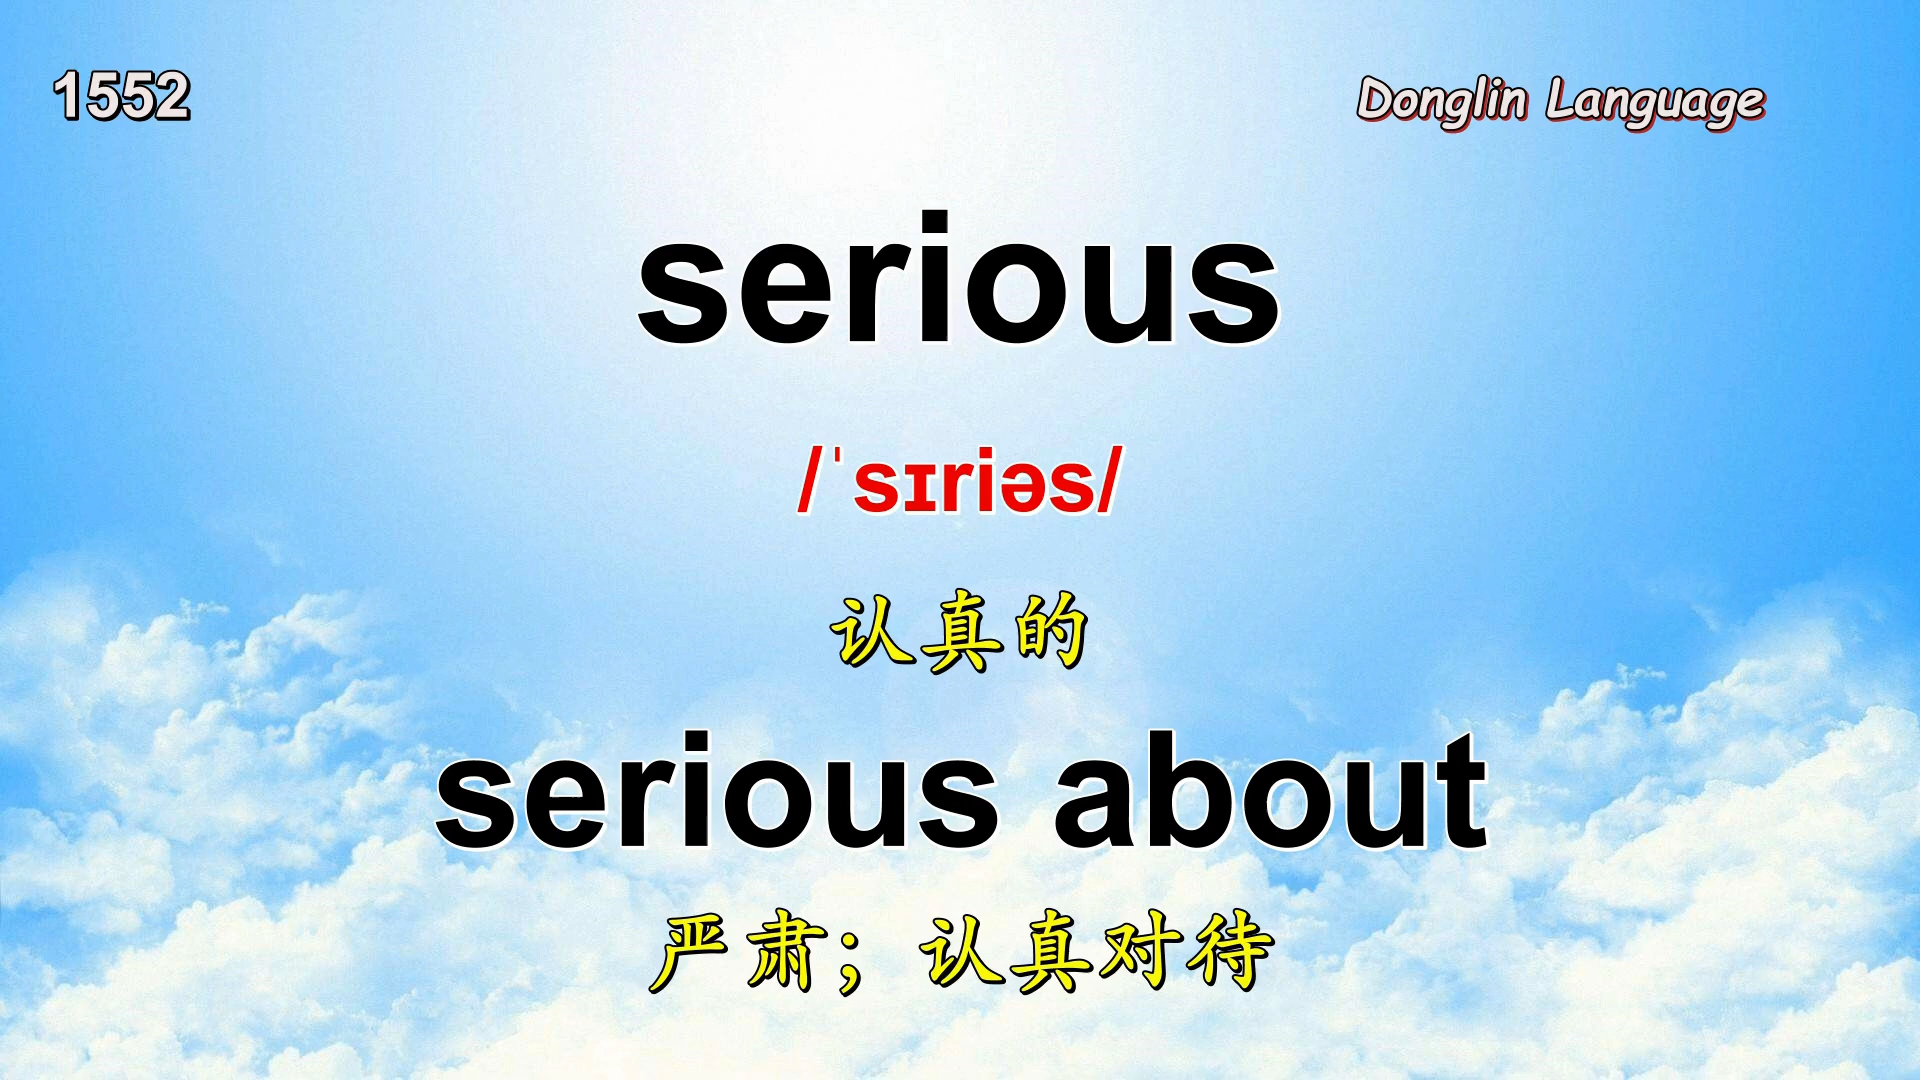 1552
Donglin Language
serious
/ˈsɪriəs/
认真的
serious about
严肃；认真对待